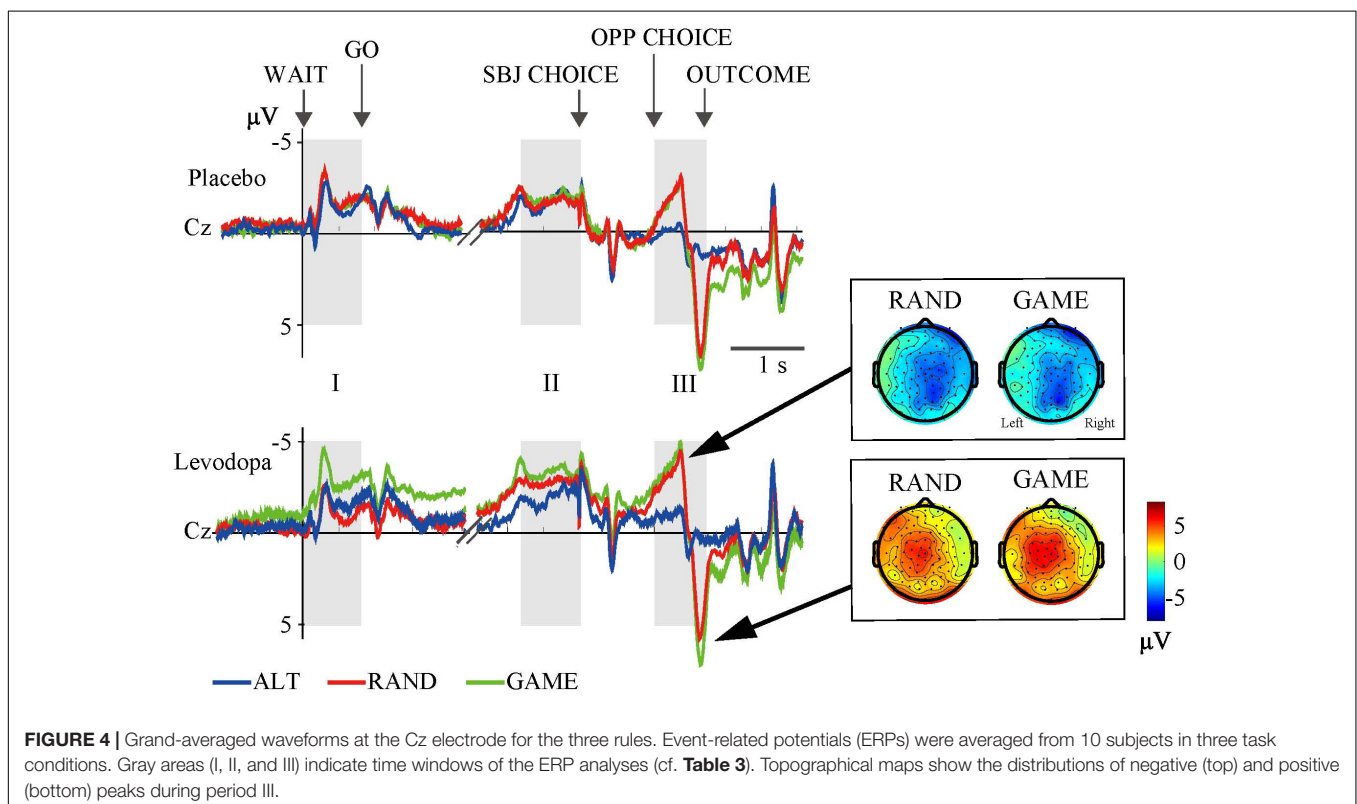 OPP CHOICE
GO
WAIT
SBJ CHOICE
OUTCOME
μV
-5
Placebo
Cz
5
1 s
RAND GAME
Left Right
I II III
-5
Levodopa
RAND GAME
Cz
5
0
-5
5
μV
ALT RAND GAME
FIGURE 4 | Grand-averaged waveforms at the Cz electrode for the three rules. Event-related potentials (ERPs) were averaged from 10 subjects in three task
conditions. Gray areas (I, II, and III) indicate time windows of the ERP analyses (cf. Table 3). Topographical maps show the distributions of negative (top) and positive
(bottom) peaks during period III.